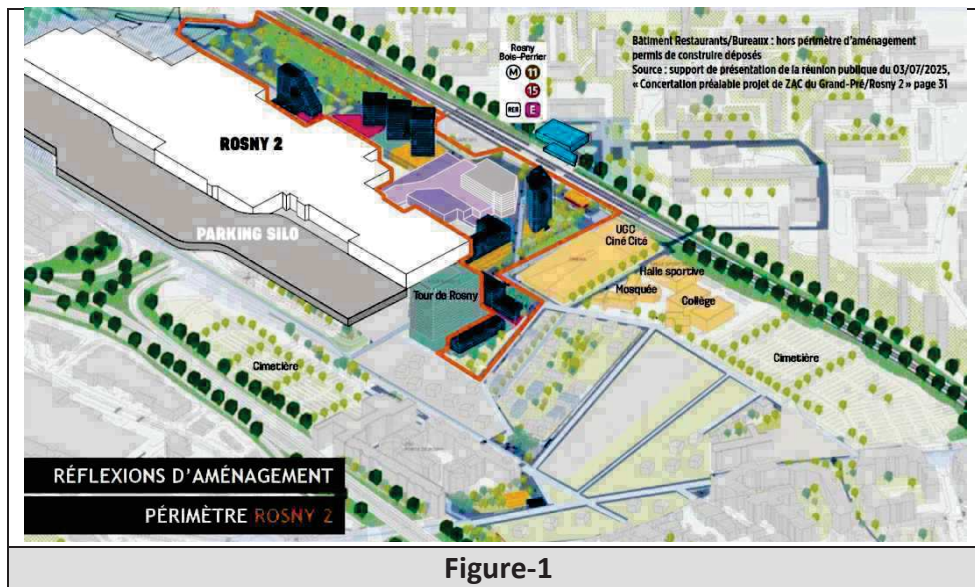 Rosny
Bois-Perrier
M 11
15
RER E
Bâtiment Restaurants/Bureaux : hors périmètre d'aménagement
permis de construire déposés
Source : support de présentation de la réunion publique du 03/07/2025,
« Concertation préalable projet de ZAC du Grand-Pré/Rosny 2 » page 31
ROSNY 2
PARKING SILO
UGC
Ciné Cité
Halle sportive
Mosquée
Collège
Tour de Rosny
Cimetière
Cimetière
RÉFLEXIONS D'AMÉNAGEMENT
PÉRIMÈTRE ROSNY 2
Figure-1